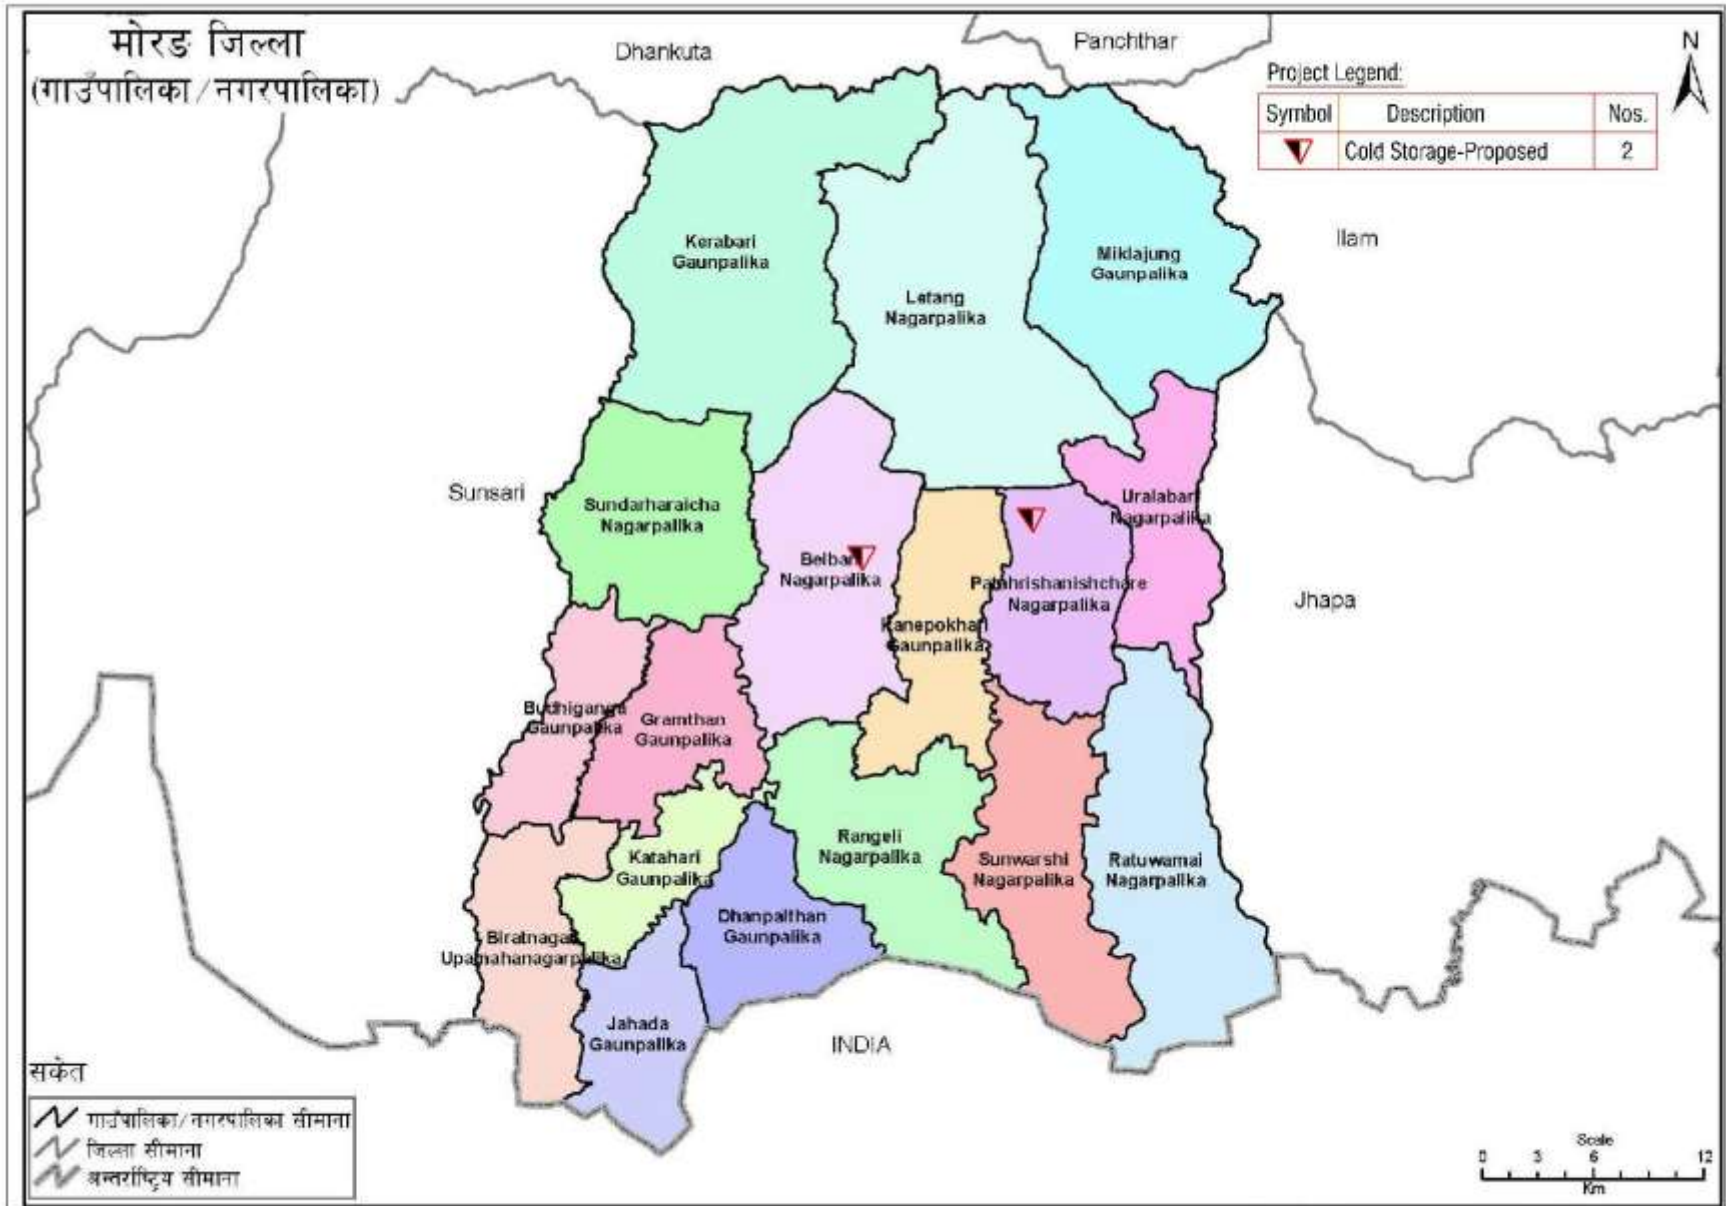 मोरङ जिल्ला
(गाउँपालिका/नगरपालिका)
Dhankuta
Panchthar
N
Project Legend:
Symbol Description Nos.
Cold Storage-Proposed 2
Ilam
Kerabari
Gaunpalika
Miklajung
Gaunpalika
Letang
Nagarpalika
Sunsari
Sundarharaicha
Nagarpalika
Uralabari
Nagarpalika
Belbari
Nagarpalika
Patahrishanishchare
Nagarpalika
Jhapa
Kanepokhari
Gaunpalika
Budhiganga
Gaunpalika
Gramthan
Gaunpalika
Katahari
Gaunpalika
Rangeli
Nagarpalika
Sunwarshi
Nagarpalika
Ratuwamai
Nagarpalika
Dhanpalthan
Gaunpalika
Biratnagar
Upamahanagarpalika
Jahada
Gaunpalika
INDIA
सकेत
गाउँपालिका/नगरपालिका सीमाना
जिल्ला सीमाना
अन्तर्राष्ट्रिय सीमाना
Scale
0 3 6 12
Km